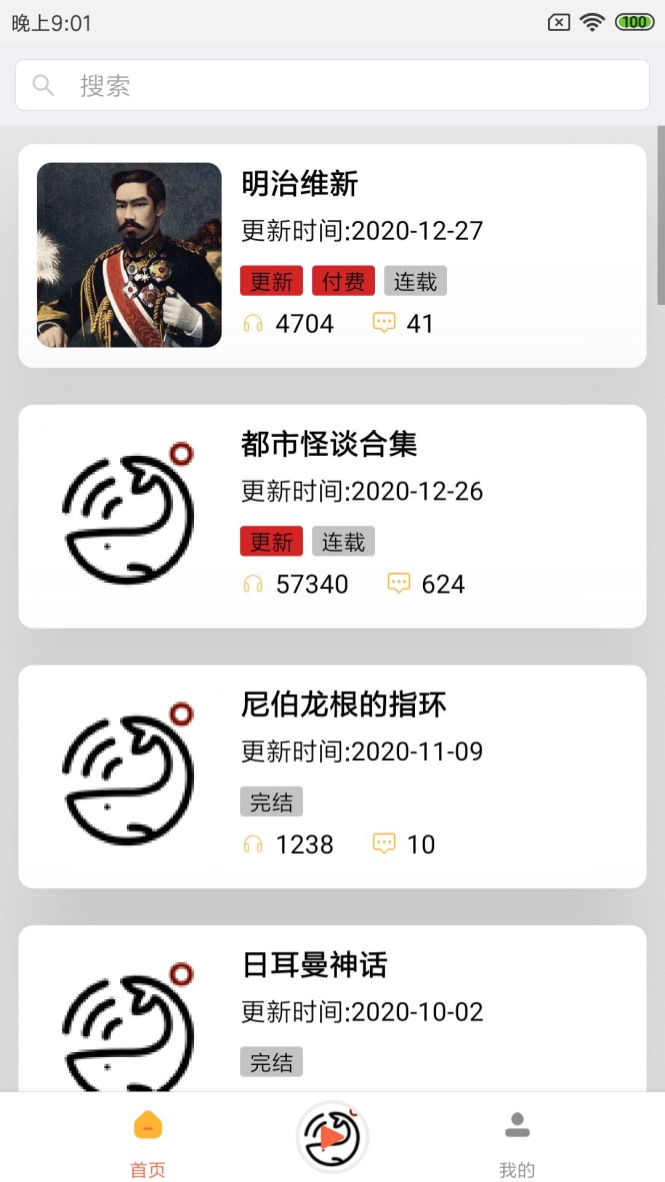 晚上9:01
100
搜索
明治维新
更新时间:2020-12-27
更新 付费 连载
4704 41
都市怪谈合集
更新时间:2020-12-26
更新 连载
57340 624
尼伯龙根的指环
更新时间:2020-11-09
完结
1238 10
日耳曼神话
更新时间:2020-10-02
完结
首页 我的